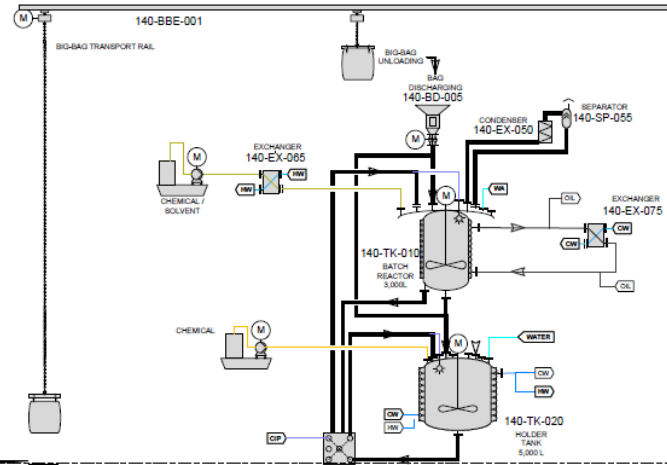 M
140-BBE-001
BIG-BAG TRANSPORT RAIL
BIG-BAG
UNLOADING
BAG
DISCHARGING
140-BD-005
M
SEPARATOR
140-SP-055
CONDENSER
140-EX-050
EXCHANGER
140-EX-065
M
HW
HW
CHEMICAL /
SOLVENT
WA
M
OIL
EXCHANGER
140-EX-075
CW
CW
OIL
140-TK-010
BATCH
REACTOR
3,000L
CHEMICAL
M
M
WATER
CW
HW
CW
HW
140-TK-020
HOLDER
TANK
5,000 L
CIP